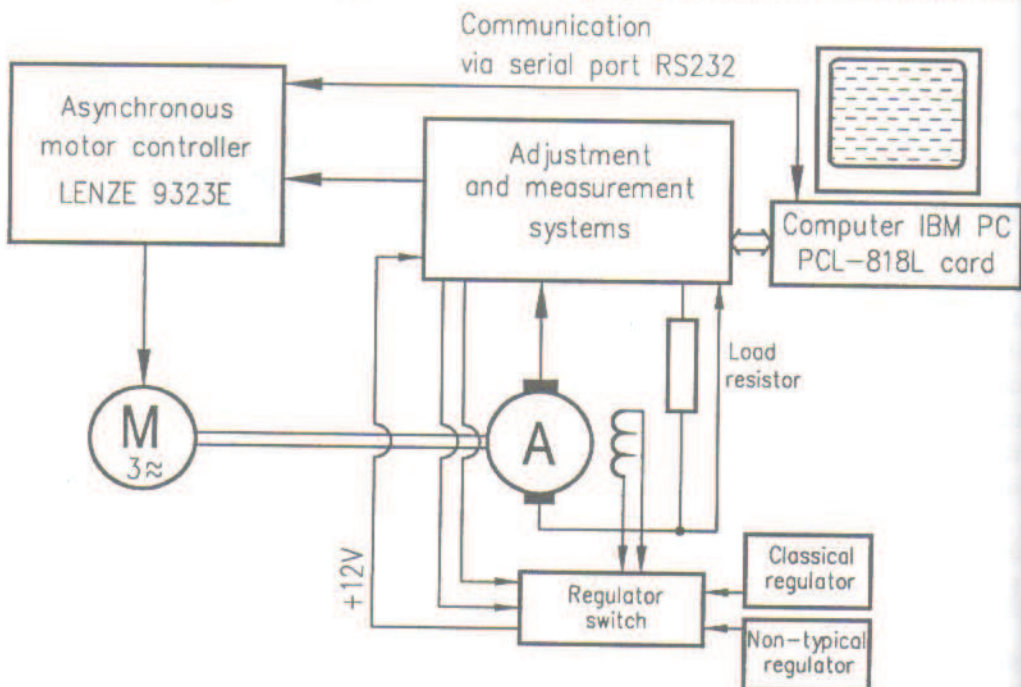 Communication
via serial port RS232
Asynchronous
motor controller
LENZE 9323E
Adjustment
and measurement
systems
Computer IBM PC
PCL-818L card
Load
resistor
M
3≈
A
+12V
Regulator
switch
Classical
regulator
Non-typical
regulator